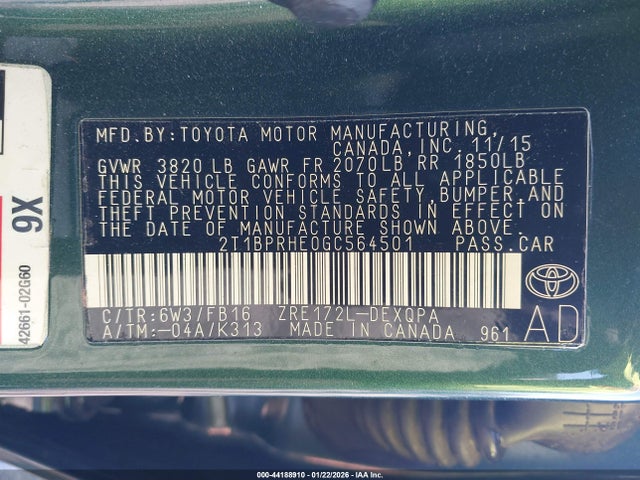 MFD.BY:TOYOTA MOTOR MANUFACTURING,
CANADA,INC. 11/15
GVWR 3820 LB GAWR FR 2070LB,RR 1850LB
THIS VEHICLE CONFORMS TO ALL APPLICABLE
FEDERAL MOTOR VEHICLE SAFETY,BUMPER,AND
THEFT PREVENTION STANDARDS IN EFFECT ON
THE DATE OF MANUFACTURE SHOWN ABOVE.
2T1BPRHE0GC564501 PASS.CAR
C/TR:6W3/FB16 ZRE172L-DEXQPA
A/TM:-04A/K313 MADE IN CANADA 961 AD
9X
42661-02G60
000-44188910 - 01/22/2026 - IAA Inc.